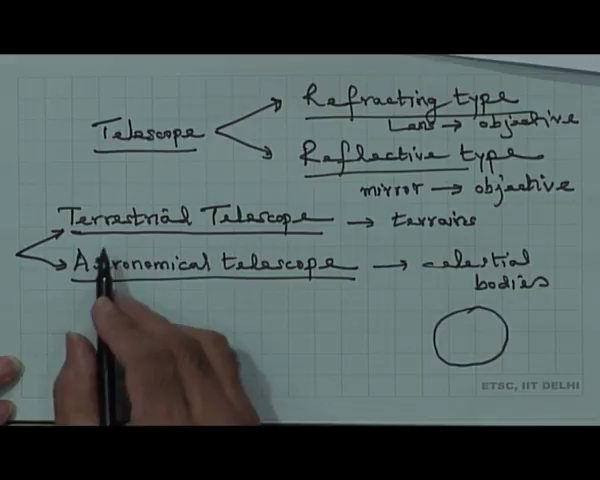 Refracting type
Telescope
Lens → objective
Reflective type
mirror → objective
Terrestrial Telescope → terrains
Astronomical telescope → celestial
bodies
ETSC, IIT DELHI